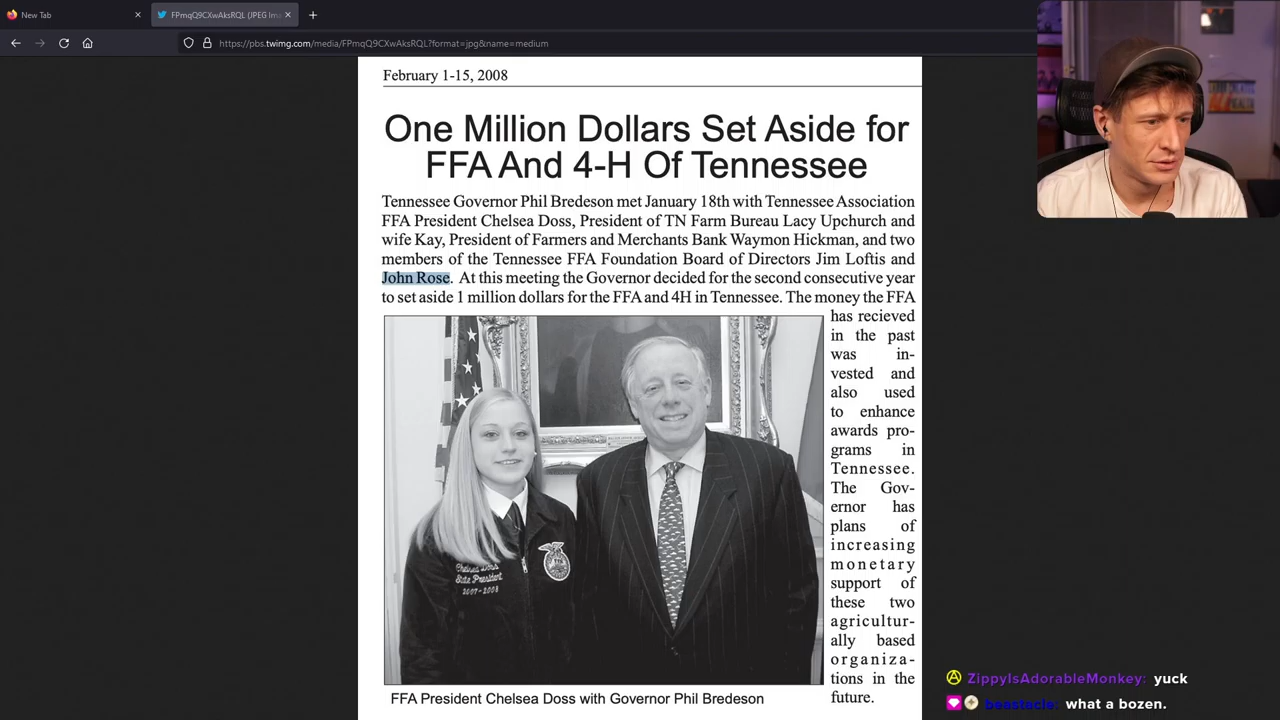 New Tab
FPmqQ9CXwAksRQL (JPEG Ima
https://pbs.twimg.com/media/FPmqQ9CXwAksRQL?format=jpg&name=medium
February 1-15, 2008
One Million Dollars Set Aside for
FFA And 4-H Of Tennessee
Tennessee Governor Phil Bredesen met January 18th with Tennessee Association
FFA President Chelsea Doss, President of TN Farm Bureau Lacy Upchurch and
wife Kay, President of Farmers and Merchants Bank Waymon Hickman, and two
members of the Tennessee FFA Foundation Board of Directors Jim Loftis and
John Rose. At this meeting the Governor decided for the second consecutive year
to set aside 1 million dollars for the FFA and 4H in Tennessee. The money the FFA
has recieved
in the past
was in-
vested and
also used
to enhance
awards pro-
grams in
Tennessee.
The Gov-
ernor has
plans of
increasing
monetary
support of
these two
agricultur-
ally based
organiza-
tions in the
future.
Chelsea Doss
State President
2007-2008
FFA President Chelsea Doss with Governor Phil Bredeson
ZippyIsAdorableMonkey: yuck
beastacle: what a bozen.